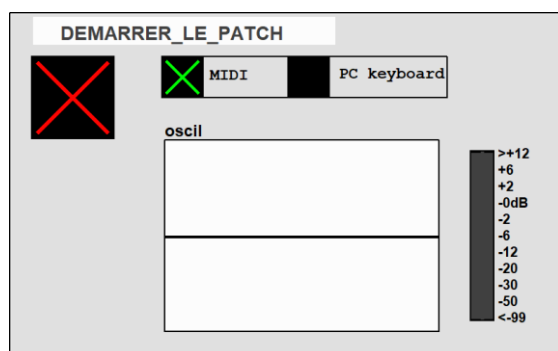 DEMARRER_LE_PATCH
MIDI
PC keyboard
oscil
>+12
+6
+2
-0dB
-2
-6
-12
-20
-30
-50
<-99